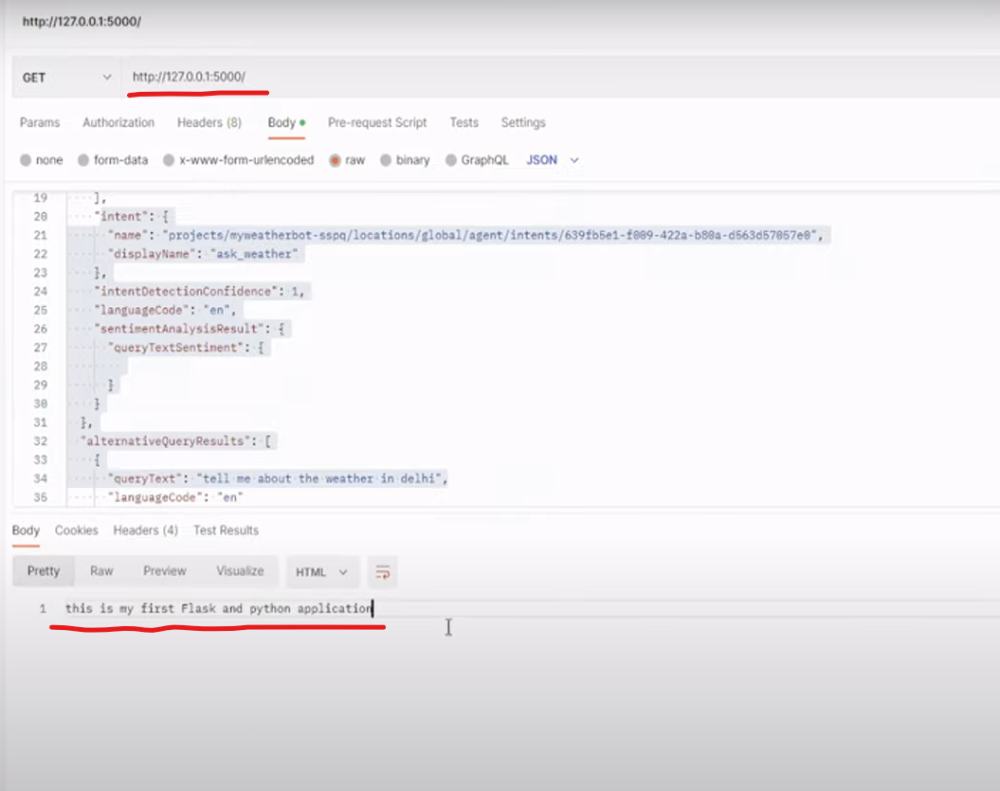 http://127.0.0.1:5000/
GET http://127.0.0.1:5000/
Params Authorization Headers (8) Body Pre-request Script Tests Settings
none form-data x-www-form-urlencoded raw binary GraphQL JSON
19 ],
20 "intent": {
21 "name": "projects/myweatherbot-sspq/locations/global/agent/intents/639fb5e1-f009-422a-b80a-d563d57057e0",
22 "displayName": "ask_weather"
23 },
24 "intentDetectionConfidence": 1,
25 "languageCode": "en",
26 "sentimentAnalysisResult": {
27 "queryTextSentiment": {
28
29 }
30 }
31 },
32 "alternativeQueryResults": [
33 {
34 "queryText": "tell me about the weather in delhi",
35 "languageCode": "en"
Body Cookies Headers (4) Test Results
Pretty Raw Preview Visualize HTML
1 this is my first Flask and python application